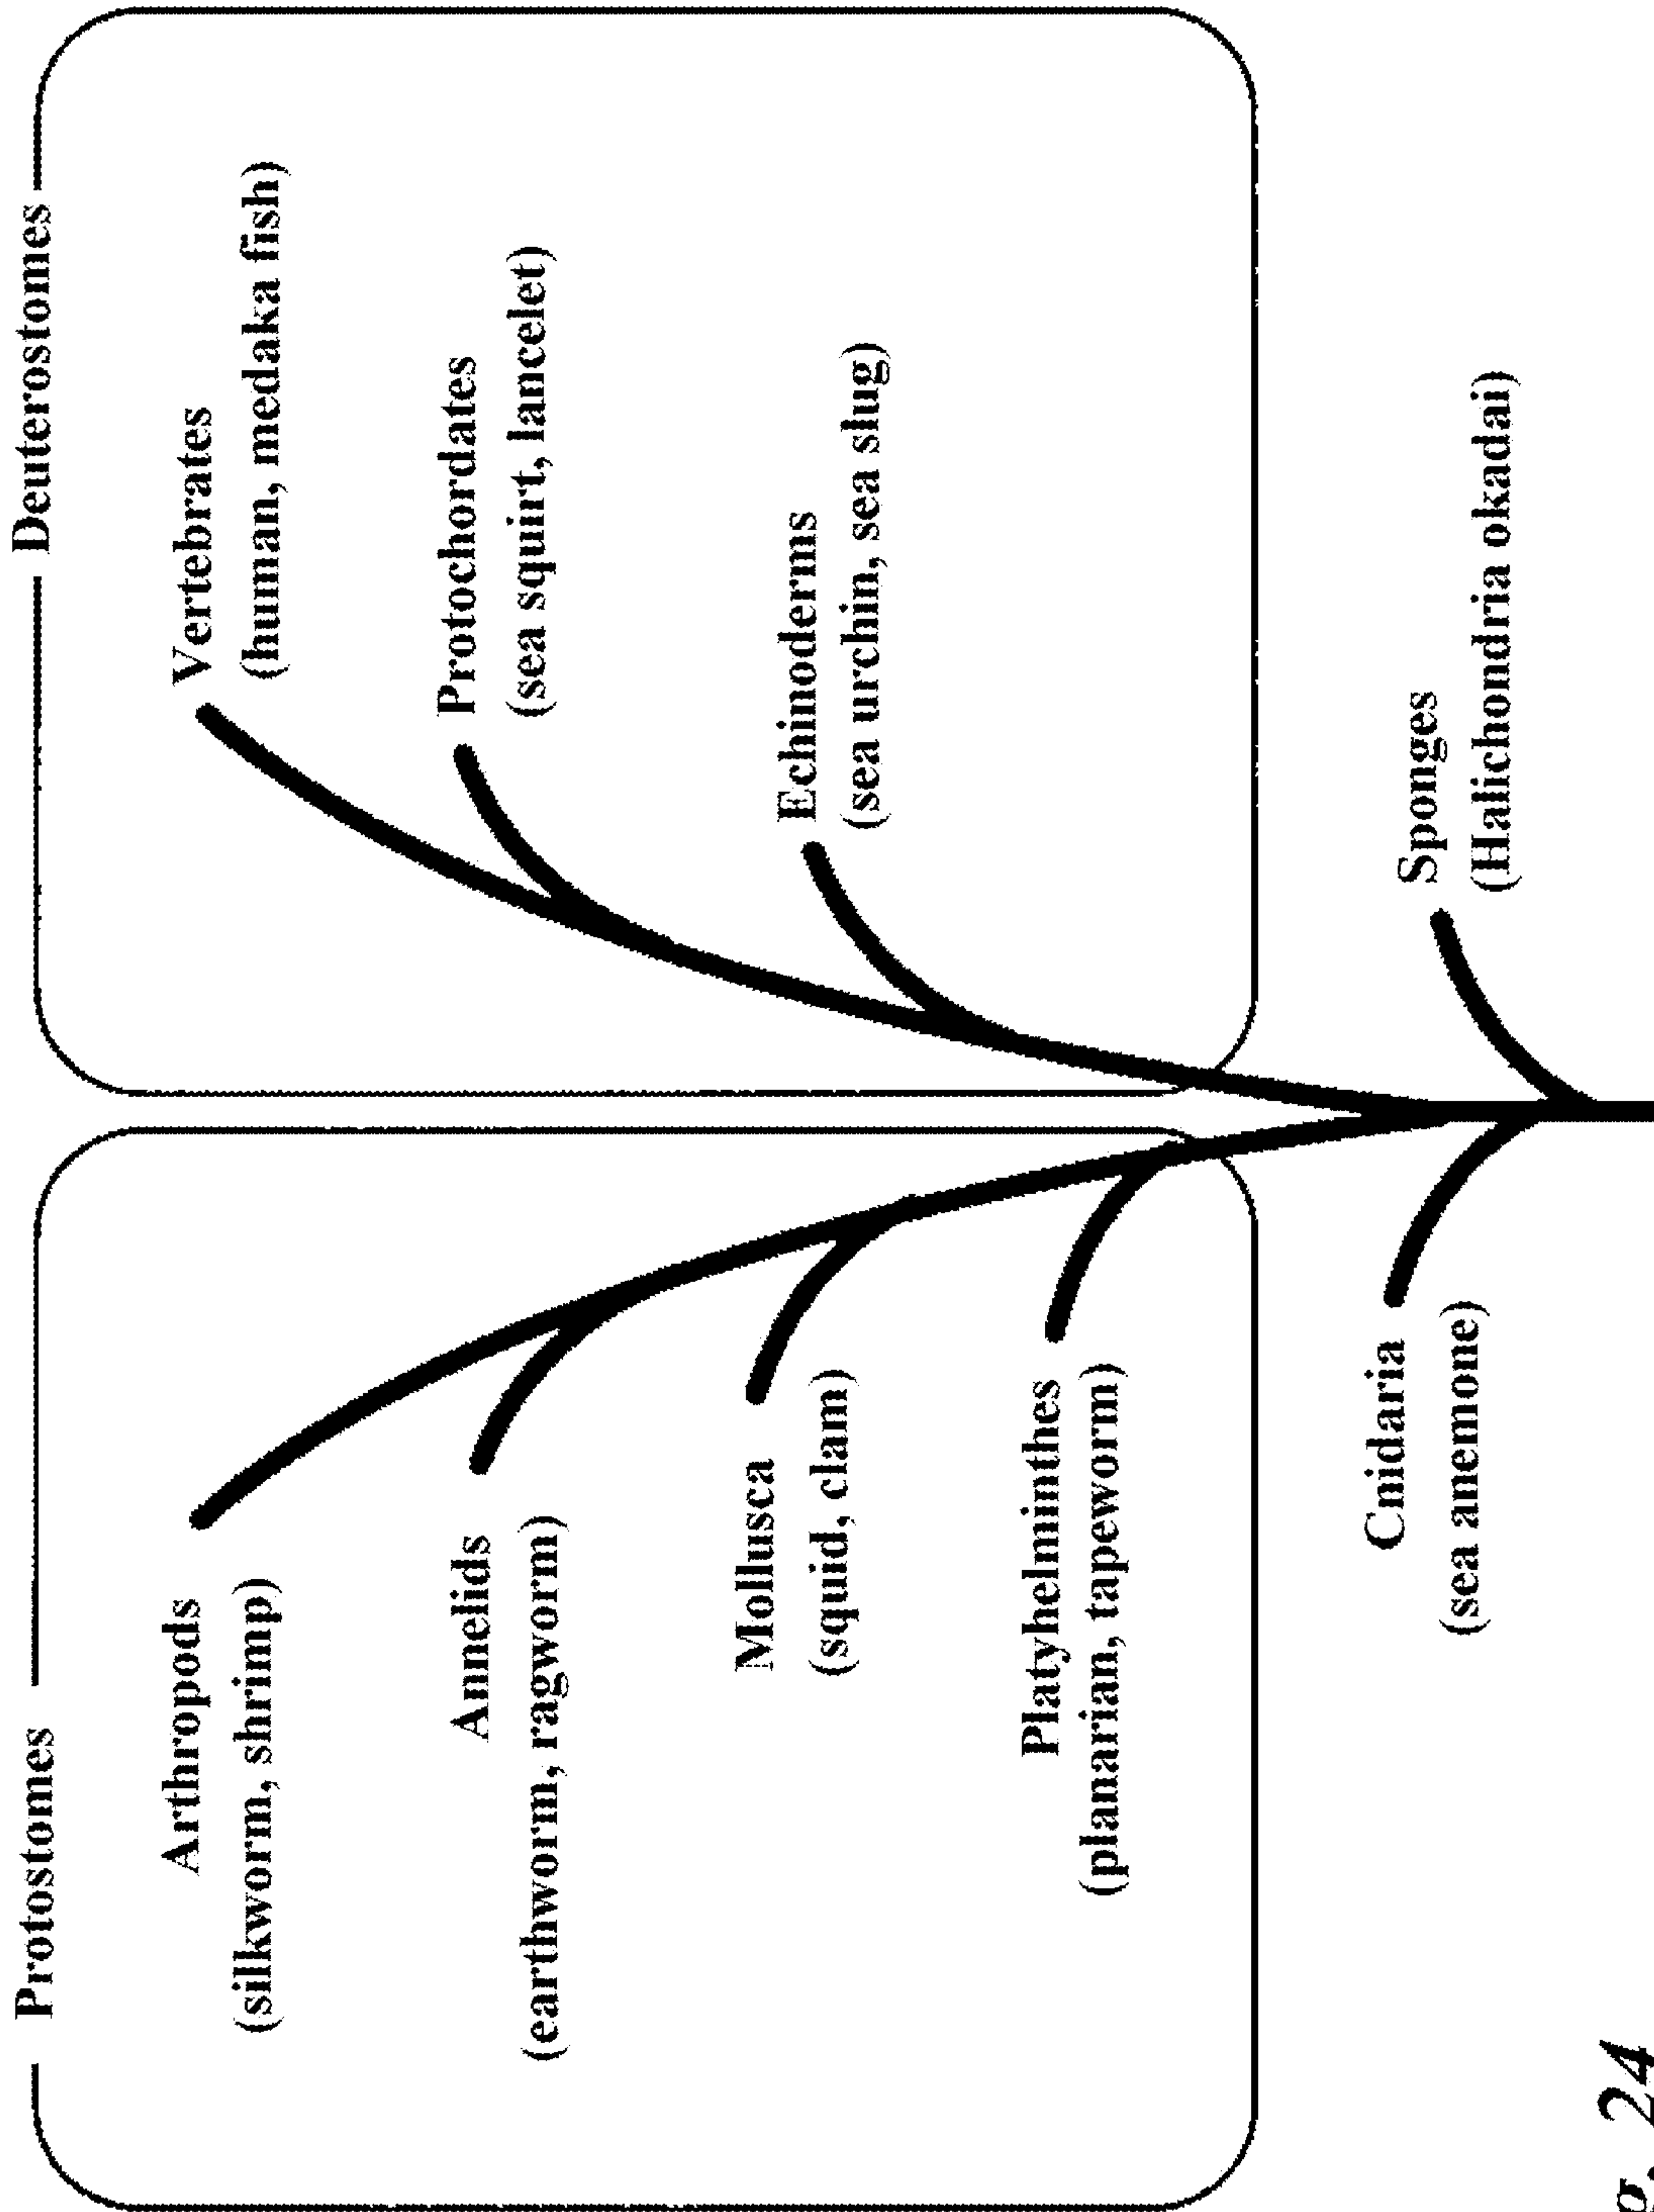 Protostomes
Deuterostomes
Arthropods
(silkworm, shrimp)
Annelids
(earthworm, ragworm)
Mollusca
(squid, clam)
Platyhelminthes
(planarian, tapeworm)
Vertebrates
(human, medaka fish)
Protochordates
(sea squirt, lancelet)
Echinoderms
(sea urchin, sea slug)
Cnidaria
(sea anemone)
Sponges
(Halichondria okadai)
g. 24